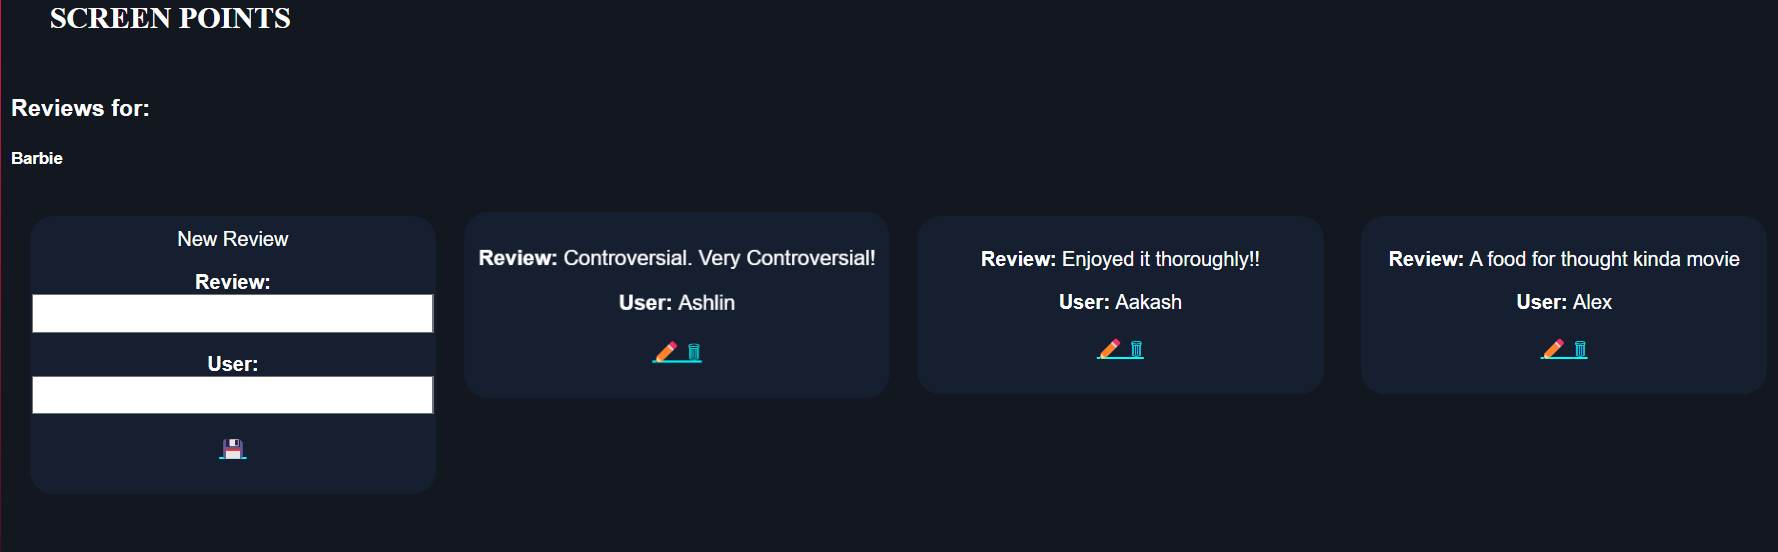 SCREEN POINTS
Reviews for:
Barbie
New Review
Review:
User:
Review: Controversial. Very Controversial!
User: Ashlin
Review: Enjoyed it thoroughly!!
User: Aakash
Review: A food for thought kinda movie
User: Alex